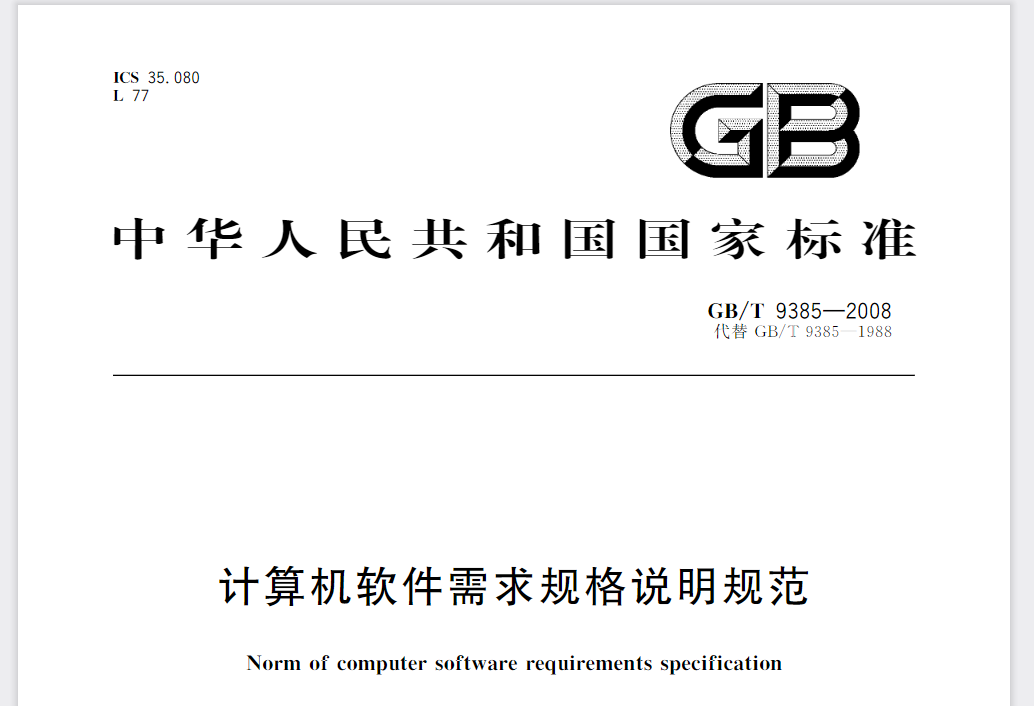 ICS 35.080
L 77
GB
中华人民共和国国家标准
GB/T 9385—2008
代替 GB/T 9385—1988
计算机软件需求规格说明规范
Norm of computer software requirements specification